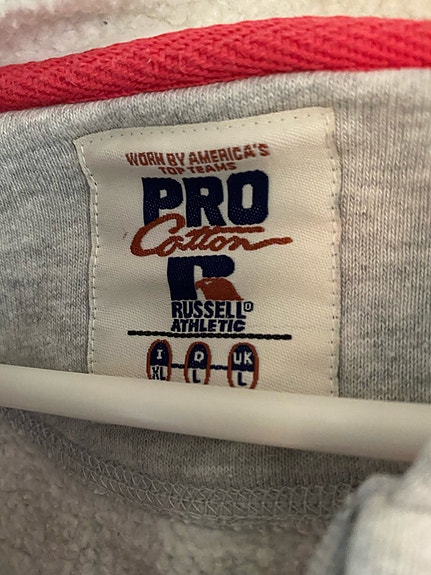 WORN BY AMERICA'S
TOP TEAMS
PRO
Cotton
R
RUSSELL®
ATHLETIC
I D UK
XL L L